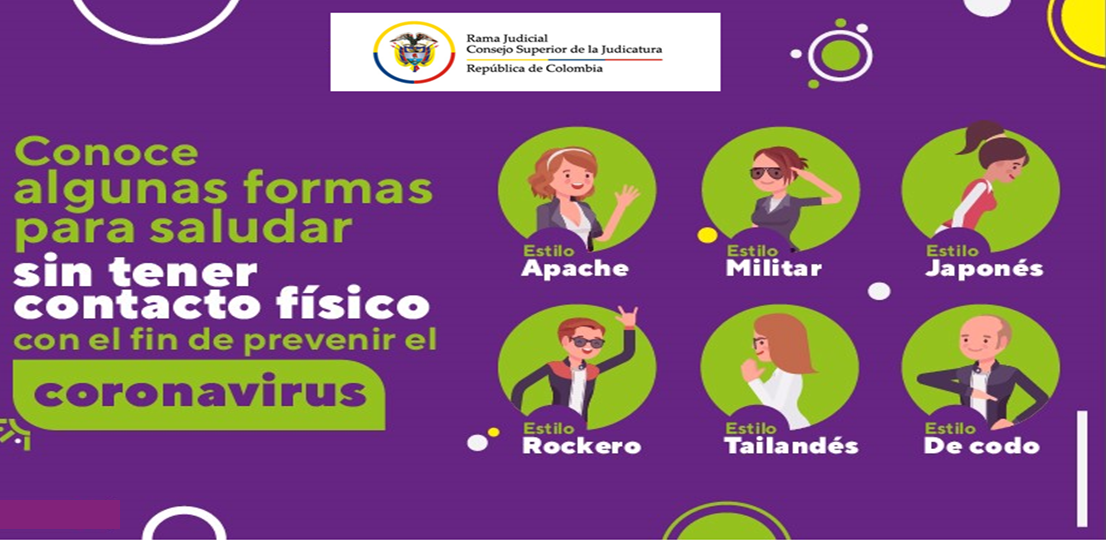 Rama Judicial
Consejo Superior de la Judicatura
República de Colombia
Conoce
algunas formas
para saludar
sin tener
contacto físico
con el fin de prevenir el
coronavirus
Estilo
Apache
Estilo
Militar
Estilo
Japonés
Estilo
Rockero
Estilo
Tailandés
Estilo
De codo